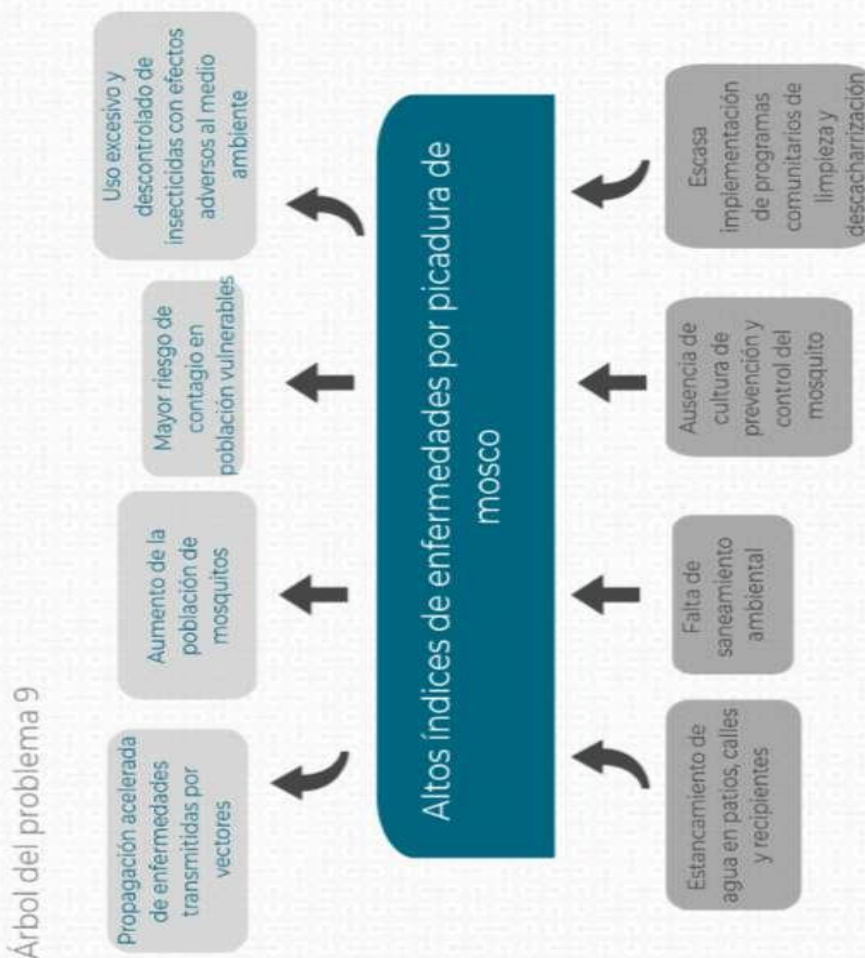 Árbol del problema 9
Propagación acelerada
de enfermedades
transmitidas por
vectores
Aumento de la
población de
mosquitos
Mayor riesgo de
contagio en
población vulnerables
Uso excesivo y
descontrolado de
insecticidas con efectos
adversos al medio
ambiente
Altos índices de enfermedades por picadura de
mosco
Estancamiento de
agua en patios, calles
y recipientes
Falta de
saneamiento
ambiental
Ausencia de
cultura de
prevención y
control del
mosquito
Escasa
implementación
de programas
comunitarios de
limpieza y
descacharrización